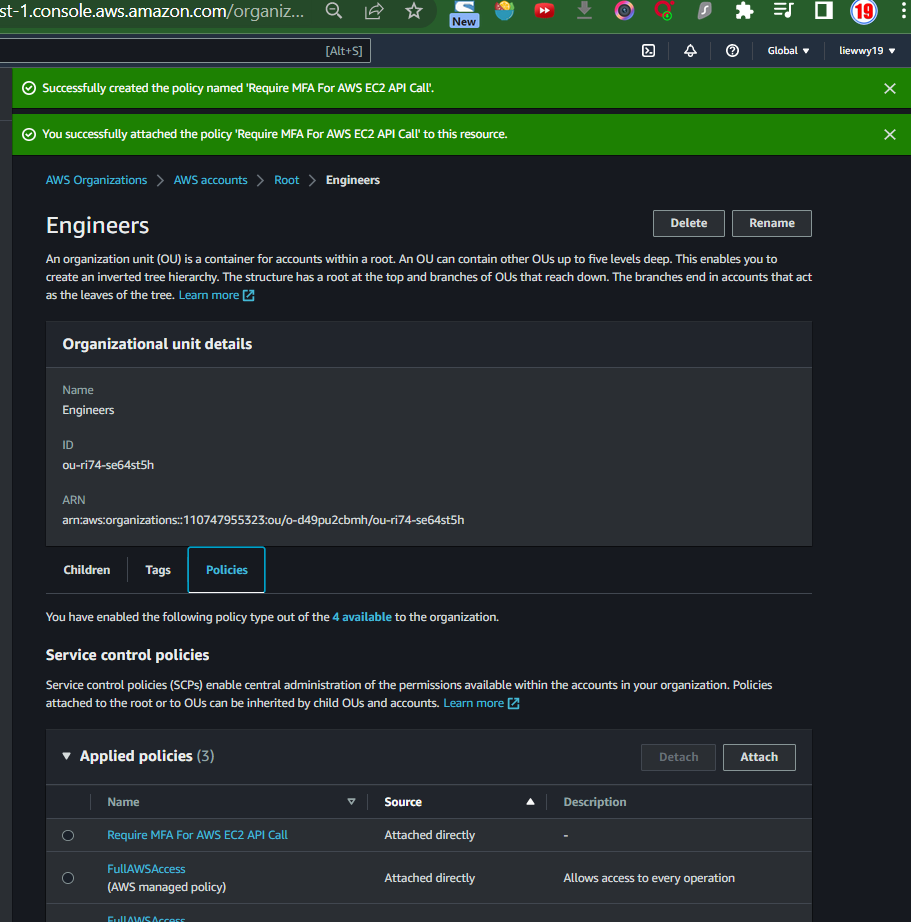 st-1.console.aws.amazon.com/organiz...
New
19
[Alt+S]
Global ▼
liewwy19 ▼
Successfully created the policy named 'Require MFA For AWS EC2 API Call'.
You successfully attached the policy 'Require MFA For AWS EC2 API Call' to this resource.
AWS Organizations > AWS accounts > Root > Engineers
Engineers
Delete
Rename
An organization unit (OU) is a container for accounts within a root. An OU can contain other OUs up to five levels deep. This enables you to
create an inverted tree hierarchy. The structure has a root at the top and branches of OUs that reach down. The branches end in accounts that act
as the leaves of the tree. Learn more
Organizational unit details
Name
Engineers
ID
ou-ri74-se64st5h
ARN
arn:aws:organizations::110747955323:ou/o-d49pu2cbmh/ou-ri74-se64st5h
Children
Tags
Policies
You have enabled the following policy type out of the 4 available to the organization.
Service control policies
Service control policies (SCPs) enable central administration of the permissions available within the accounts in your organization. Policies
attached to the root or to OUs can be inherited by child OUs and accounts. Learn more
▼ Applied policies (3)
Detach
Attach
Name
Source
Description
Require MFA For AWS EC2 API Call
Attached directly
-
FullAWSAccess
(AWS managed policy)
Attached directly
Allows access to every operation
FullAWSAccess